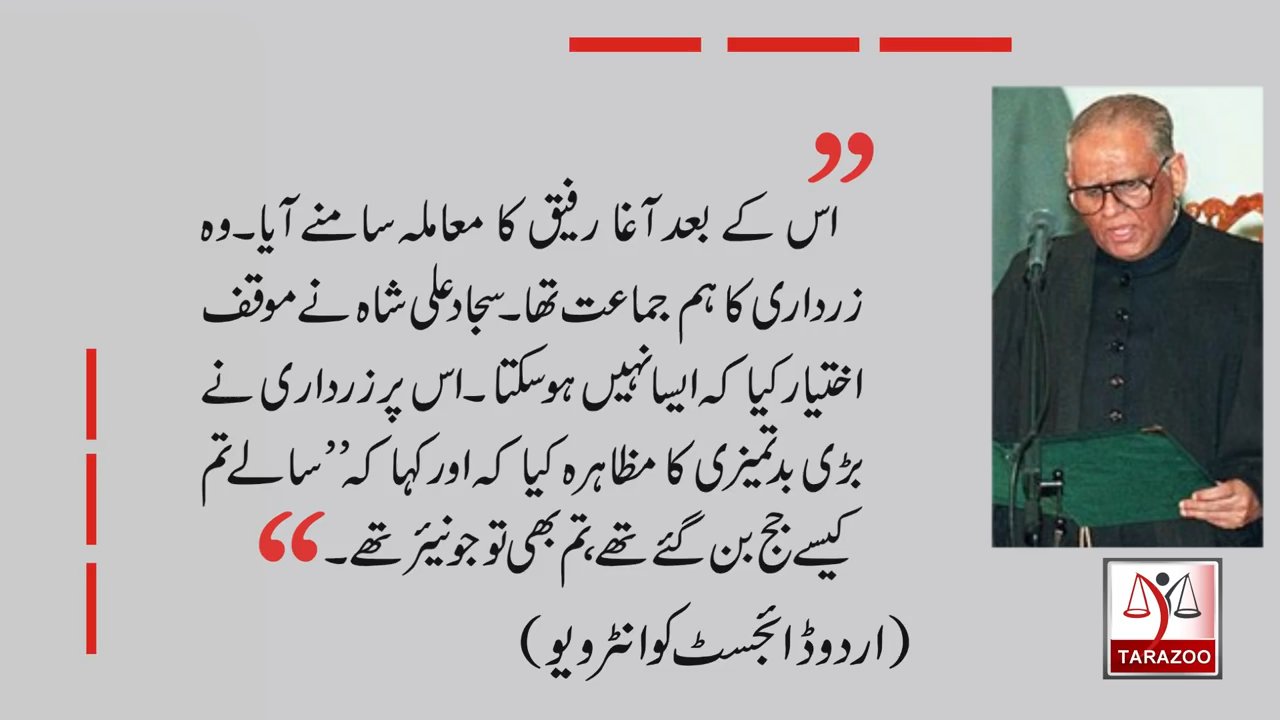 ”
اس کے بعد آغا رفیق کا معاملہ سامنے آیا۔وہ
زرداری کا ہم جماعت تھا۔سجاد علی شاہ نے موقف
اختیار کیا کہ ایسا نہیں ہوسکتا۔اس پر زرداری نے
بڑی بدتمیزی کا مظاہرہ کیا کہ اور کہا کہ ’’سالے تم
کیسے جج بن گئے تھے،تم بھی تو جونیئر تھے۔“
(اردو ڈائجسٹ کو انٹرویو)
TARAZOO